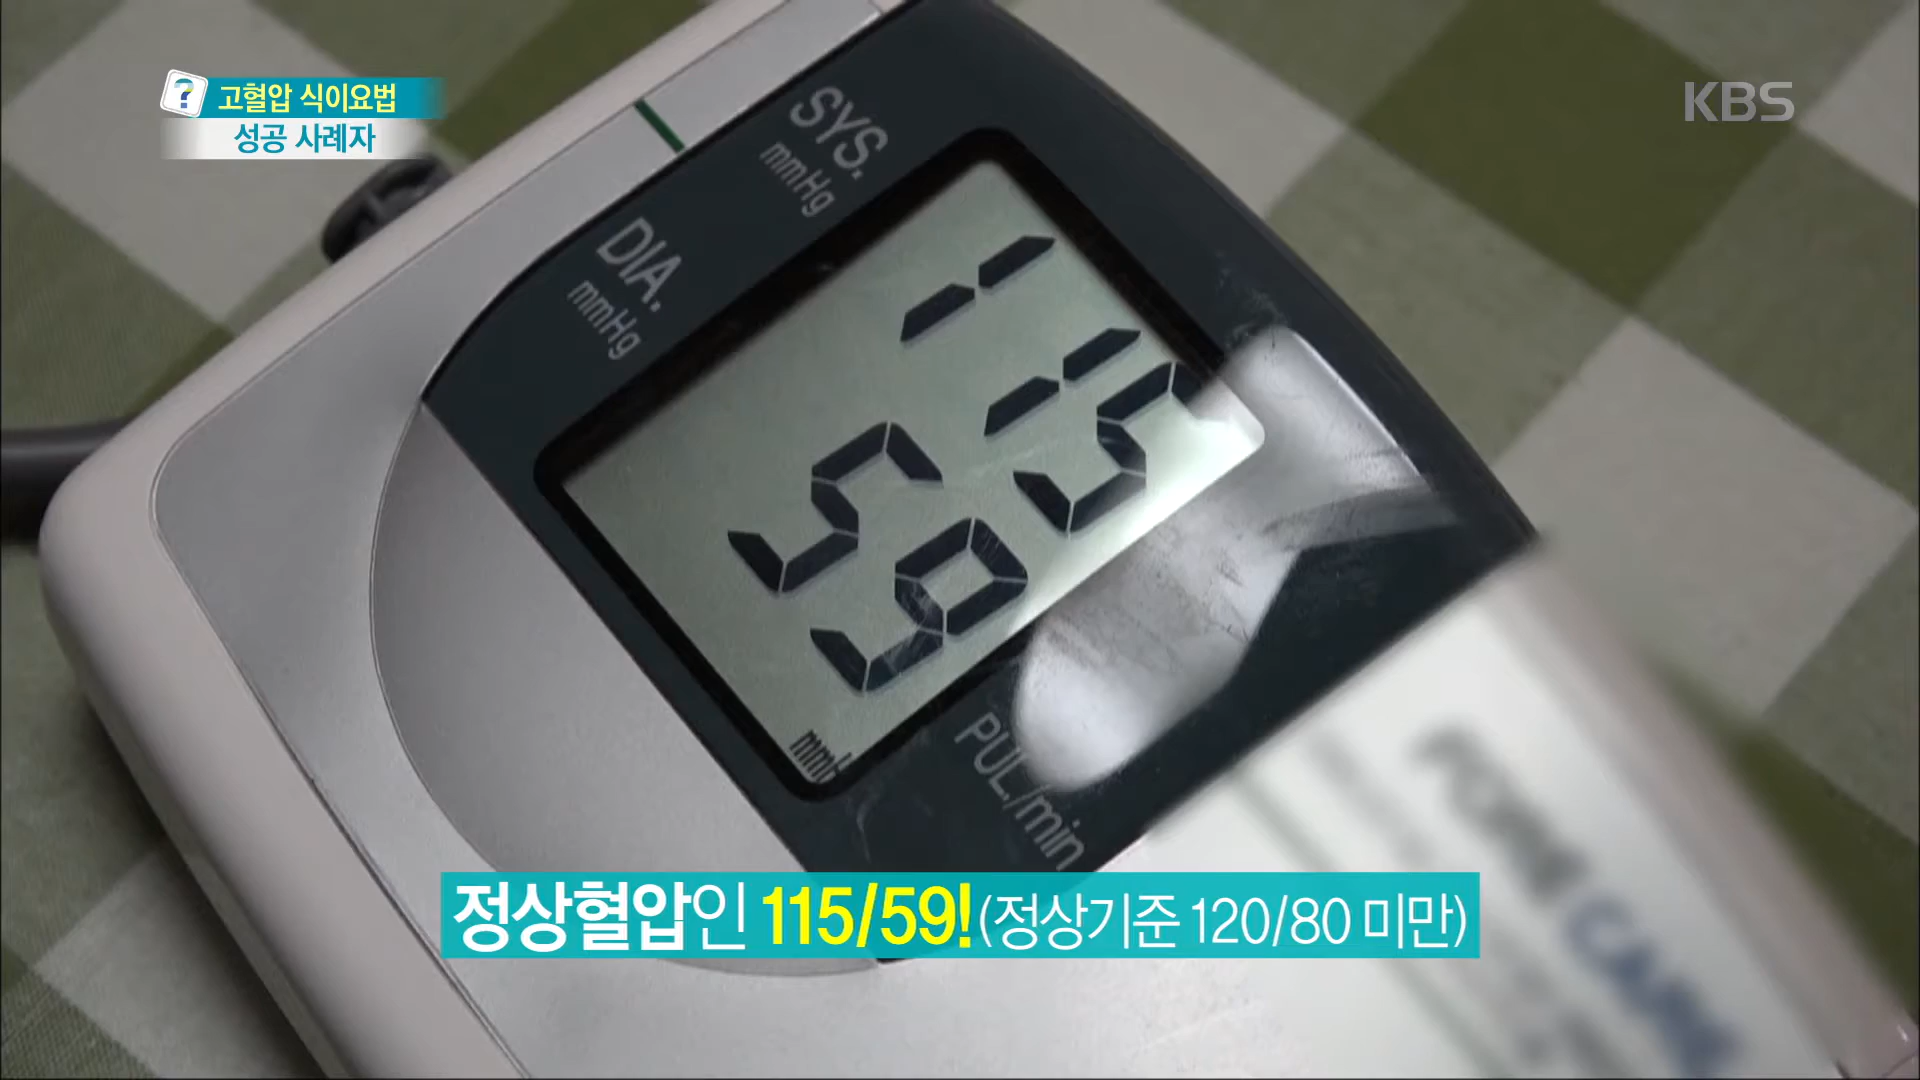 고혈압 식이요법
성공 사례자
KBS
SYS.
mmHg
DIA.
mmHg
115
59
PUL./min
정상혈압인 115/59! (정상기준 120/80 미만)